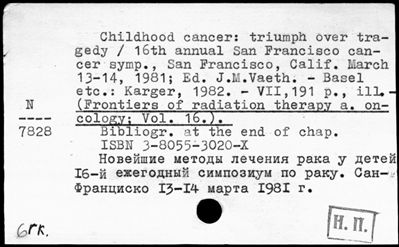 Childhood cancer: triumph over tra-
gedy / 16th annual San Francisco can-
cer symp., San Francisco, Calif. March
13-14, 1981; Ed. J.M.Vaeth. - Basel
etc.: Karger, 1982. - VII,191 p., ill.-
N (Frontiers of radiation therapy a. on-
---- cology; Vol. 16.).
7828 Bibliogr. at the end of chap.
ISBN 3-8055-3020-X
Новейшие методы лечения рака у детей
16-й ежегодный симпозиум по раку. Сан-
Франциско 13-14 марта 1981 г.
6гк.
Н. П.